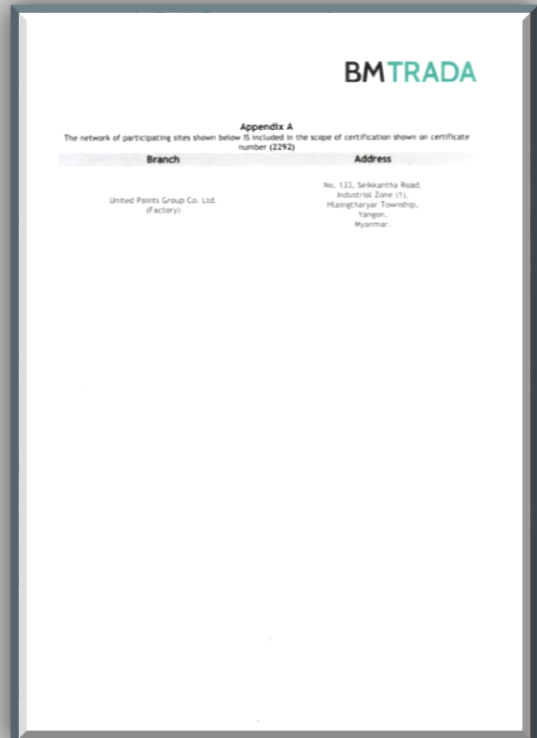 BMTRADA
Appendix A
The network of participating sites shown below IS included in the scope of certification shown on certificate
number (2292)
Branch Address
United Paints Group Co. Ltd.
(Factory)
No. 133, Seikkantha Road,
Industrial Zone (1),
Hlaingtharyar Township,
Yangon,
Myanmar.